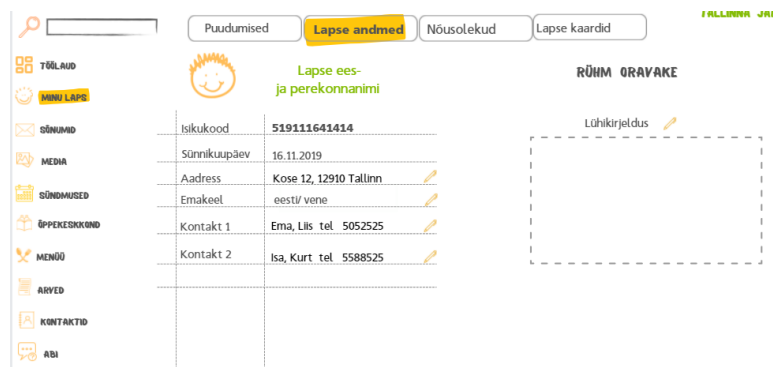 TALLINNA
Puudumised
Lapse andmed
Nõusolekud
Lapse kaardid
TÖÖLAUD
MINU LAPS
SÕNUMID
MEDIA
SÜNDMUSED
ÕPPEKESKKOND
MENÜÜ
ARVED
KONTAKTID
ABI
Lapse ees-
ja perekonnanimi
Isikukood 519111641414
Sünnikuupäev 16.11.2019
Aadress Kose 12, 12910 Tallinn
Emakeel eesti/ vene
Kontakt 1 Ema, Liis tel 5052525
Kontakt 2 Isa, Kurt tel 5588525
RÜHM ORAVAKE
Lühikirjeldus